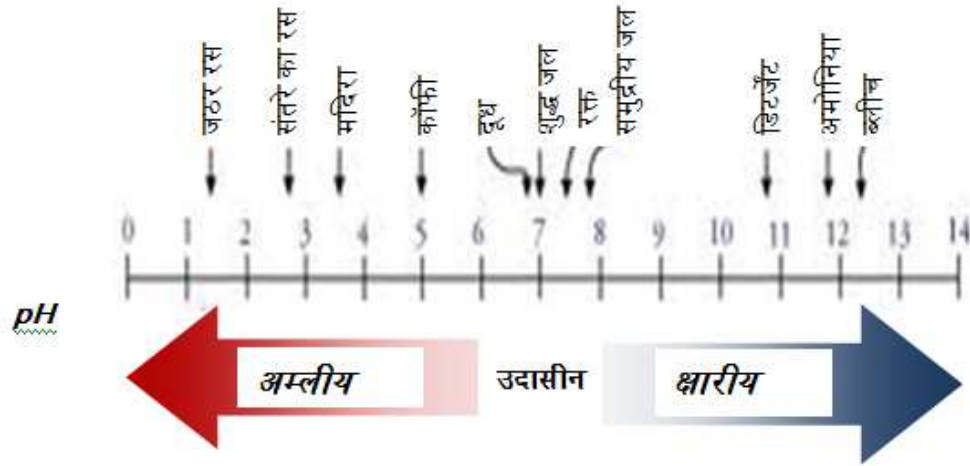 जठर रस
संतरे का रस
मदिरा
कॉफी
दूध
शुद्ध जल
रक्त
समुद्रीय जल
डिटर्जेंट
अमोनिया
ब्लीच
0 1 2 3 4 5 6 7 8 9 10 11 12 13 14
pH
अम्लीय उदासीन क्षारीय